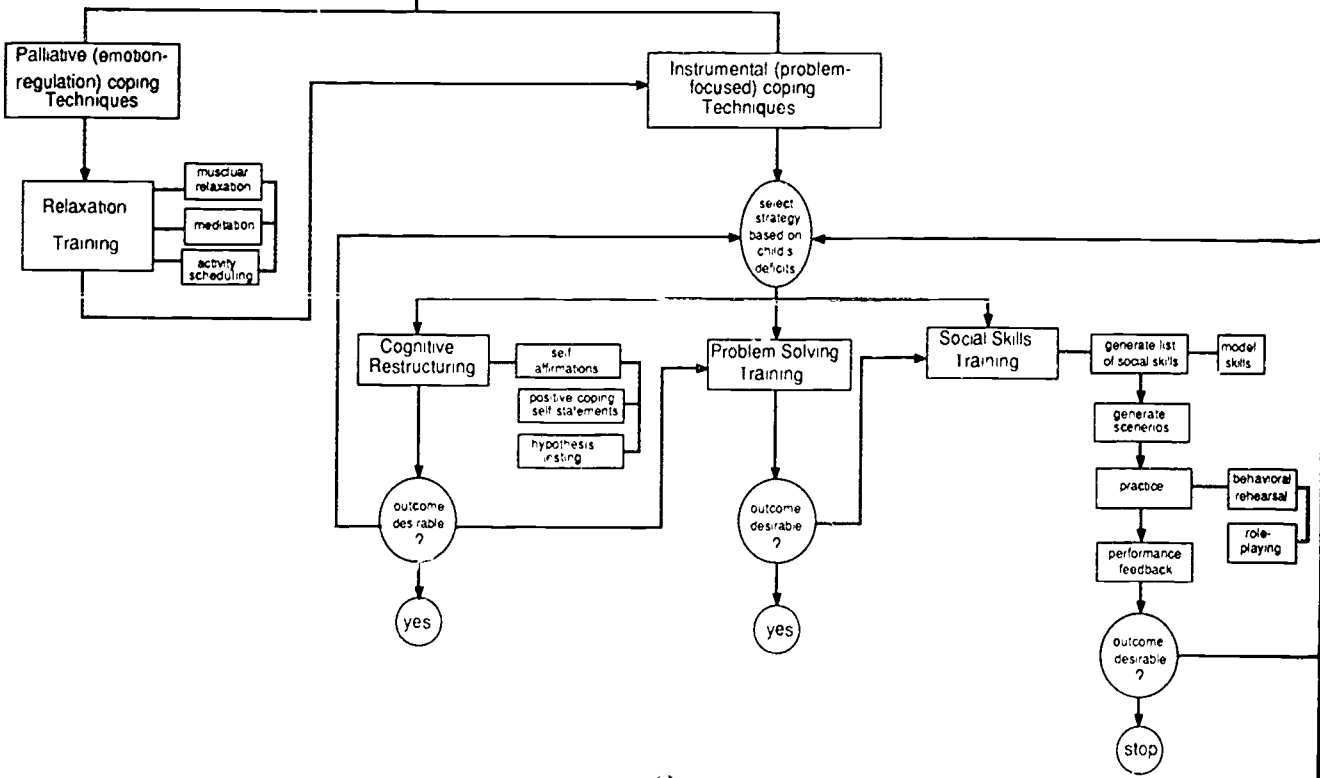 Palliative (emotion-
regulation) coping
Techniques
Instrumental (problem-
focused) coping
Techniques
Relaxation
Training
muscluar
relaxation
meditation
activity
scheduling
select
strategy
based on
child's
deficits
Cognitive
Restructuring
self
affirmations
positive coping
self statements
hypothesis
testing
Problem Solving
Training
Social Skills
Training
generate list
of social skills
model
skills
generate
scenerios
practice
behavioral
rehearsal
role-
playing
performance
feedback
outcome
desirable
?
yes
outcome
desirable
?
yes
outcome
desirable
?
stop